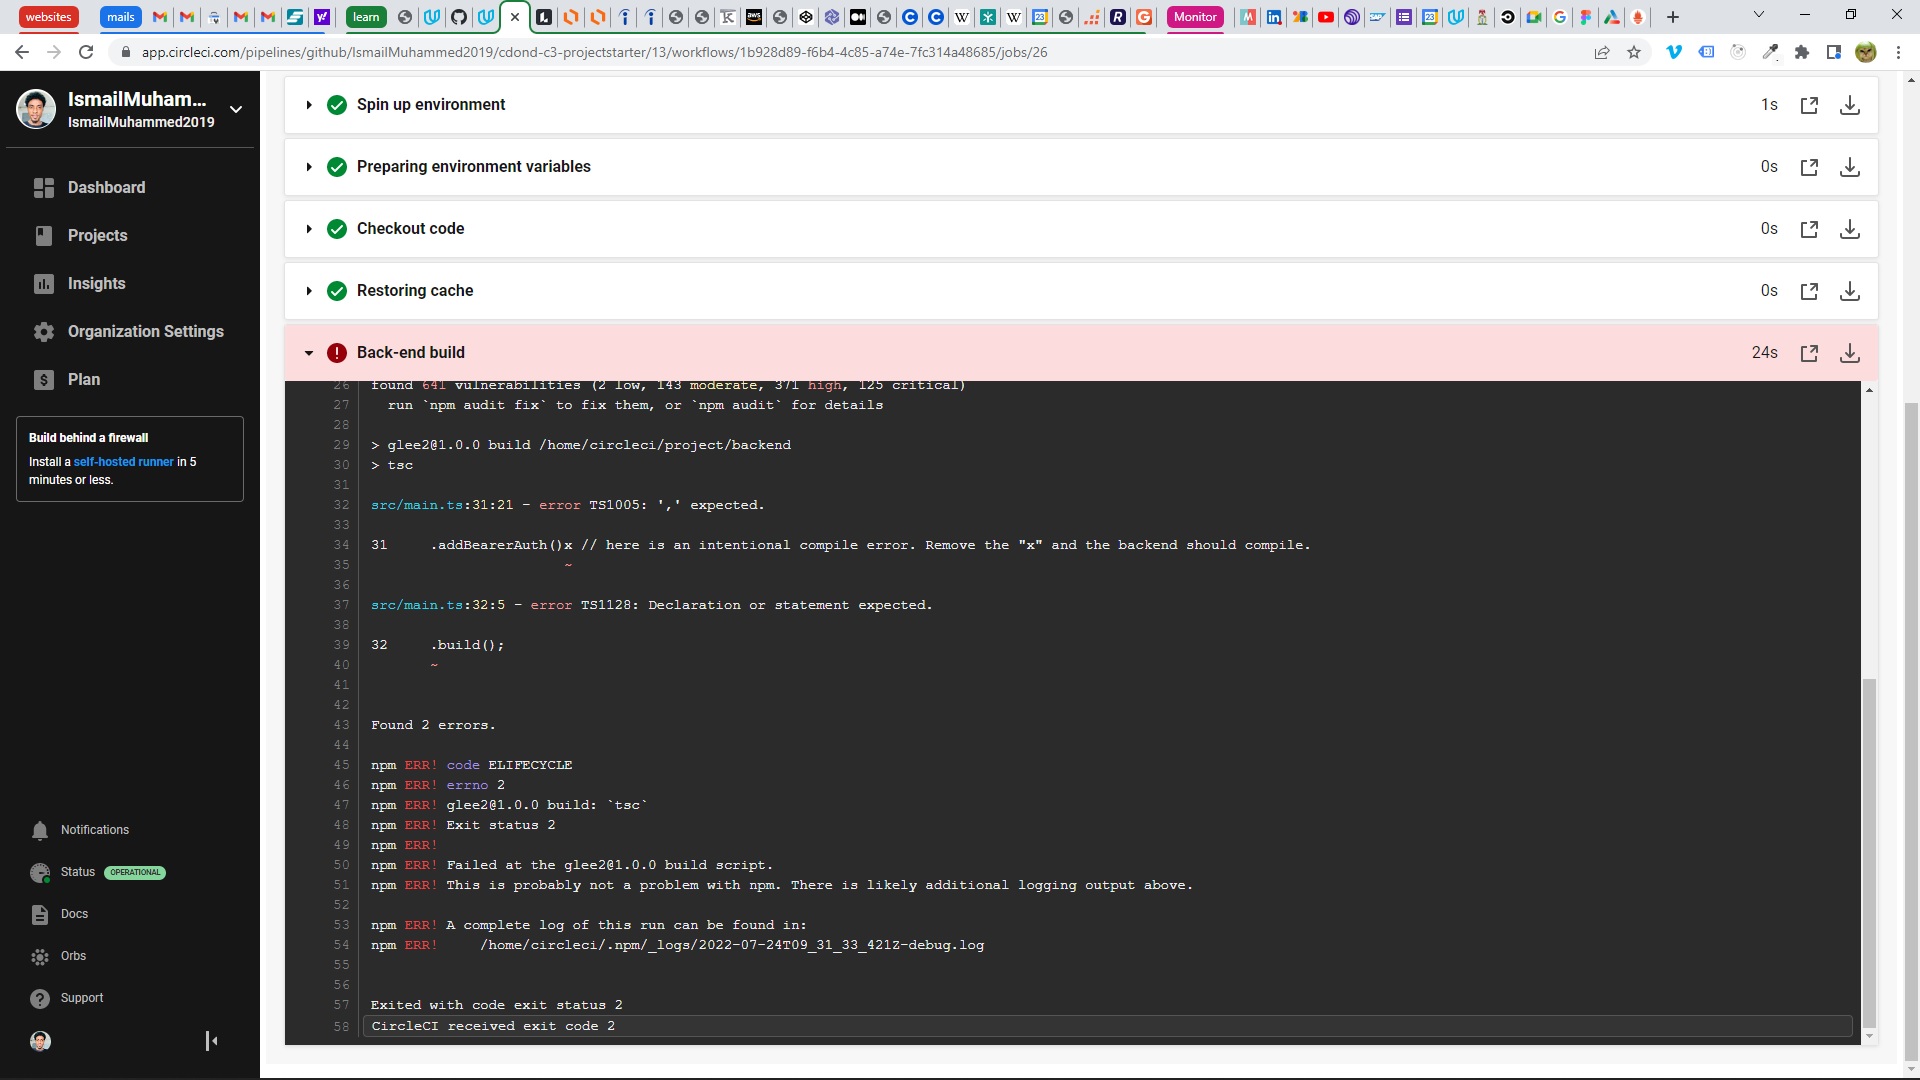 websites
mails
learn
Monitor
app.circleci.com/pipelines/github/IsmailMuhammed2019/cdond-c3-projectstarter/13/workflows/1b928d89-f6b4-4c85-a74e-7fc314a48685/jobs/26
IsmailMuham...
IsmailMuhammed2019
Dashboard
Projects
Insights
Organization Settings
Plan
Build behind a firewall
Install a self-hosted runner in 5
minutes or less.
Notifications
Status OPERATIONAL
Docs
Orbs
Support
Spin up environment 1s
Preparing environment variables 0s
Checkout code 0s
Restoring cache 0s
Back-end build 24s
26 found 641 vulnerabilities (2 low, 143 moderate, 371 high, 125 critical)
27 run `npm audit fix` to fix them, or `npm audit` for details
28
29 > glee2@1.0.0 build /home/circleci/project/backend
30 > tsc
31
32 src/main.ts:31:21 - error TS1005: ',' expected.
33
34 31 .addBearerAuth()x // here is an intentional compile error. Remove the "x" and the backend should compile.
35 ~
36
37 src/main.ts:32:5 - error TS1128: Declaration or statement expected.
38
39 32 .build();
40 ~
41
42
43 Found 2 errors.
44
45 npm ERR! code ELIFECYCLE
46 npm ERR! errno 2
47 npm ERR! glee2@1.0.0 build: `tsc`
48 npm ERR! Exit status 2
49 npm ERR!
50 npm ERR! Failed at the glee2@1.0.0 build script.
51 npm ERR! This is probably not a problem with npm. There is likely additional logging output above.
52
53 npm ERR! A complete log of this run can be found in:
54 npm ERR! /home/circleci/.npm/_logs/2022-07-24T09_31_33_421Z-debug.log
55
56
57 Exited with code exit status 2
58 CircleCI received exit code 2